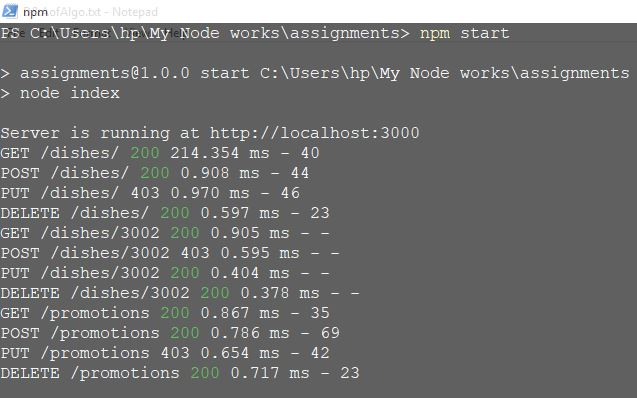 npm
AofAlgo.txt - Notepad
PS C:\Users\hp\My Node works\assignments> npm start
> assignments@1.0.0 start C:\Users\hp\My Node works\assignments
> node index
Server is running at http://localhost:3000
GET /dishes/ 200 214.354 ms - 40
POST /dishes/ 200 0.908 ms - 44
PUT /dishes/ 403 0.970 ms - 46
DELETE /dishes/ 200 0.597 ms - 23
GET /dishes/3002 200 0.905 ms - -
POST /dishes/3002 403 0.595 ms - -
PUT /dishes/3002 200 0.404 ms - -
DELETE /dishes/3002 200 0.378 ms - -
GET /promotions 200 0.867 ms - 35
POST /promotions 200 0.786 ms - 69
PUT /promotions 403 0.654 ms - 42
DELETE /promotions 200 0.717 ms - 23